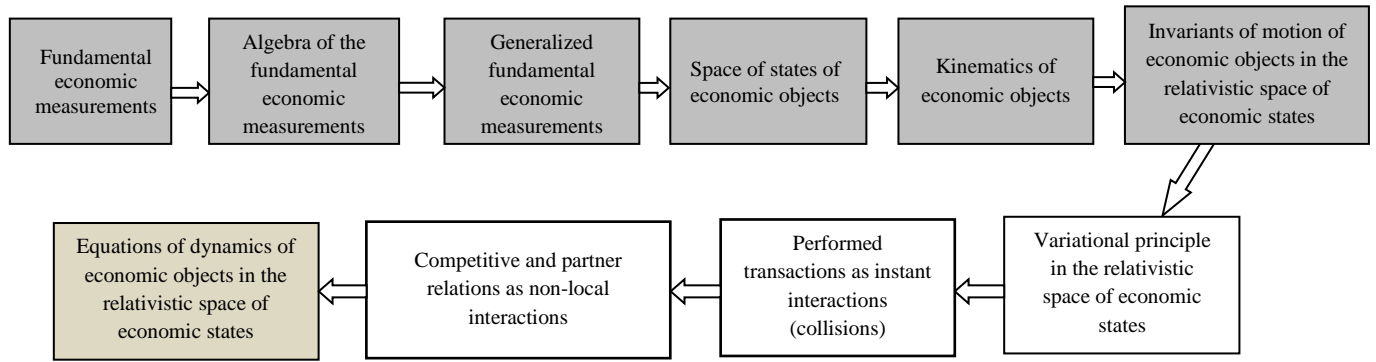 Fundamental
economic
measurements
Algebra of the
fundamental
economic
measurements
Generalized
fundamental
economic
measurements
Space of states of
economic objects
Kinematics of
economic objects
Invariants of motion of
economic objects in the
relativistic space of
economic states
Variational principle
in the relativistic
space of economic
states
Performed
transactions as instant
interactions
(collisions)
Competitive and partner
relations as non-local
interactions
Equations of dynamics of
economic objects in the
relativistic space of
economic states